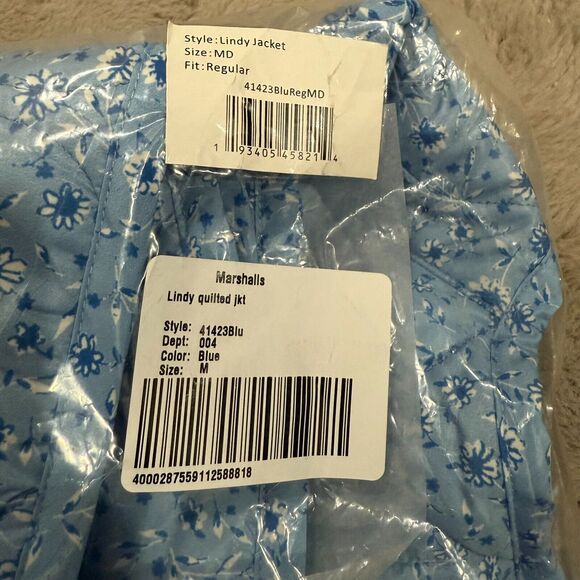 Style: Lindy Jacket
Size: MD
Fit: Regular
41423BluRegMD
1 93405 45821 4
Marshalls
Lindy quilted jkt
Style: 41423Blu
Dept: 004
Color: Blue
Size: M
4000287559112588818